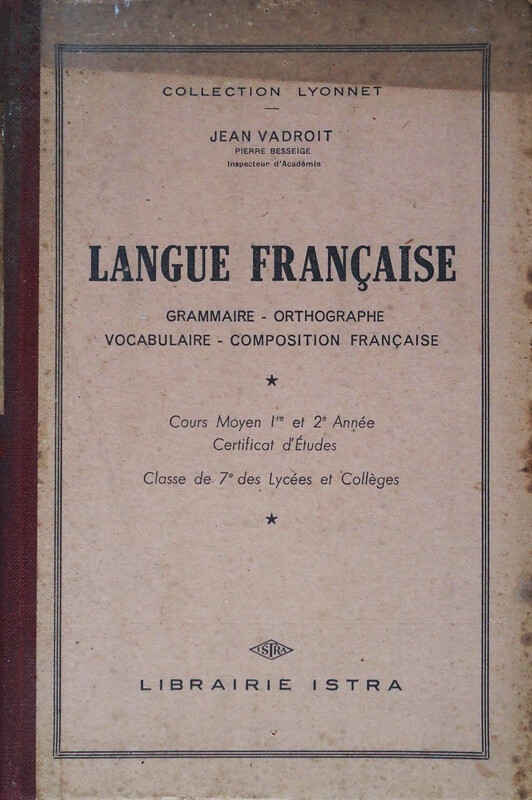 COLLECTION LYONNET
JEAN VADROIT
PIERRE BESSEIGE
Inspecteur d'Académie
LANGUE FRANÇAISE
GRAMMAIRE - ORTHOGRAPHE
VOCABULAIRE - COMPOSITION FRANÇAISE
Cours Moyen Iʳᵉ et 2ᵉ Année
Certificat d'Études
Classe de 7ᵉ des Lycées et Collèges
ISTRA
LIBRAIRIE ISTRA